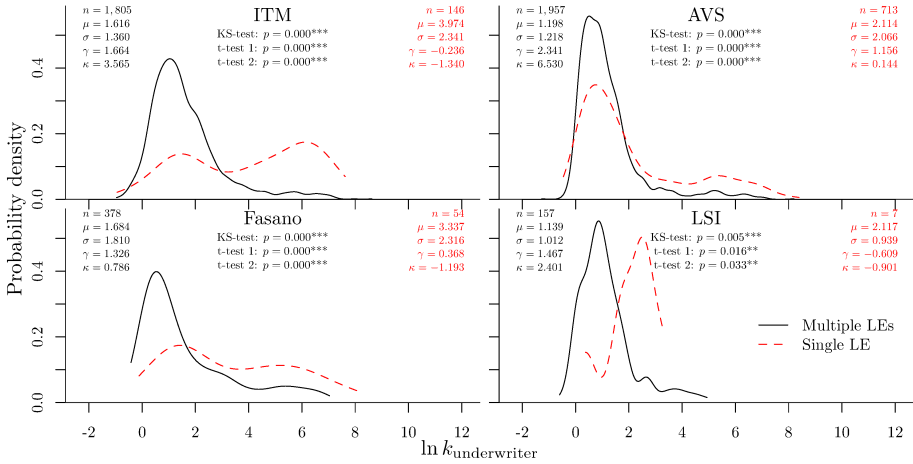 ITM
n = 1,805
μ = 1.616
σ = 1.360
γ = 1.664
κ = 3.565
KS-test: p = 0.000***
t-test 1: p = 0.000***
t-test 2: p = 0.000***
n = 146
μ = 3.974
σ = 2.341
γ = −0.236
κ = −1.340
AVS
n = 1,957
μ = 1.198
σ = 1.218
γ = 2.341
κ = 6.530
KS-test: p = 0.000***
t-test 1: p = 0.000***
t-test 2: p = 0.000***
n = 713
μ = 2.114
σ = 2.066
γ = 1.156
κ = 0.144
Fasano
n = 378
μ = 1.684
σ = 1.810
γ = 1.326
κ = 0.786
KS-test: p = 0.000***
t-test 1: p = 0.000***
t-test 2: p = 0.000***
n = 54
μ = 3.337
σ = 2.316
γ = 0.368
κ = −1.193
LSI
n = 157
μ = 1.139
σ = 1.012
γ = 1.467
κ = 2.401
KS-test: p = 0.005***
t-test 1: p = 0.016**
t-test 2: p = 0.033**
n = 7
μ = 2.117
σ = 0.939
γ = −0.609
κ = −0.901
Multiple LEs
Single LE
Probability density
0.4
0.2
0.0
0.4
0.2
0.0
-2 0 2 4 6 8 10 12
-2 0 2 4 6 8 10 12
ln k underwriter